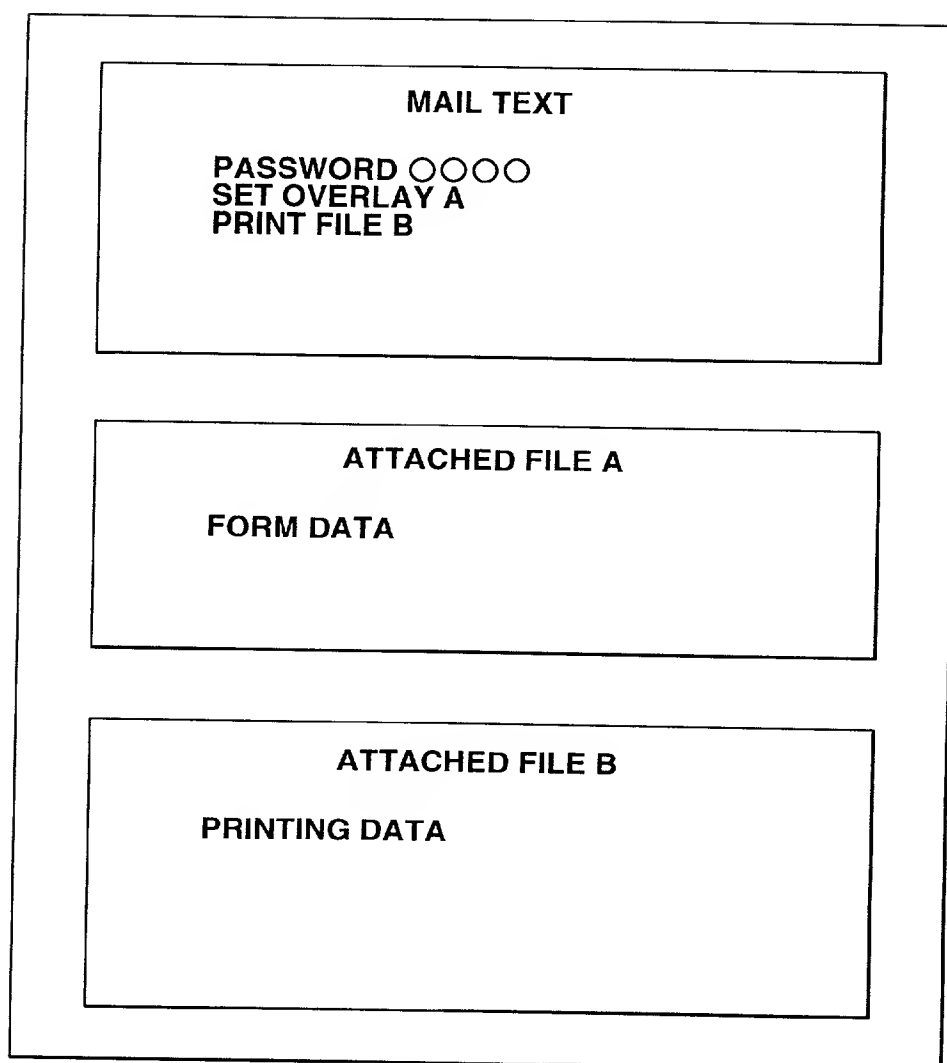 MAIL TEXT
PASSWORD ○○○○
SET OVERLAY A
PRINT FILE B
ATTACHED FILE A
FORM DATA
ATTACHED FILE B
PRINTING DATA